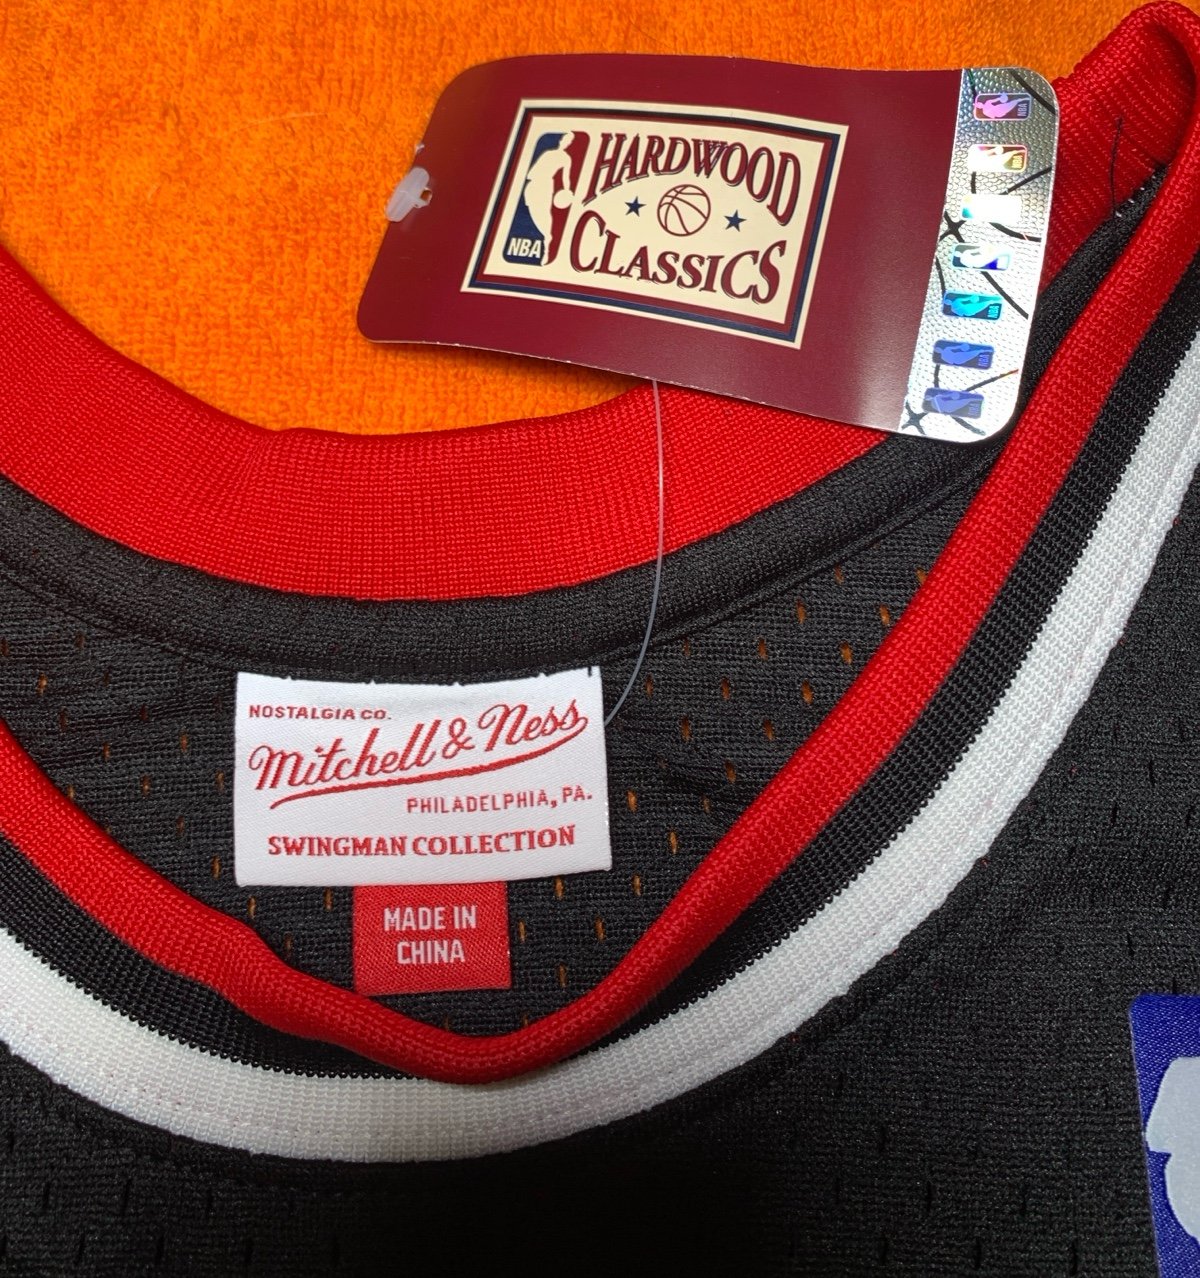 HARDWOOD
CLASSICS
NBA
NOSTALGIA CO.
Mitchell & Ness
PHILADELPHIA, PA.
SWINGMAN COLLECTION
MADE IN
CHINA